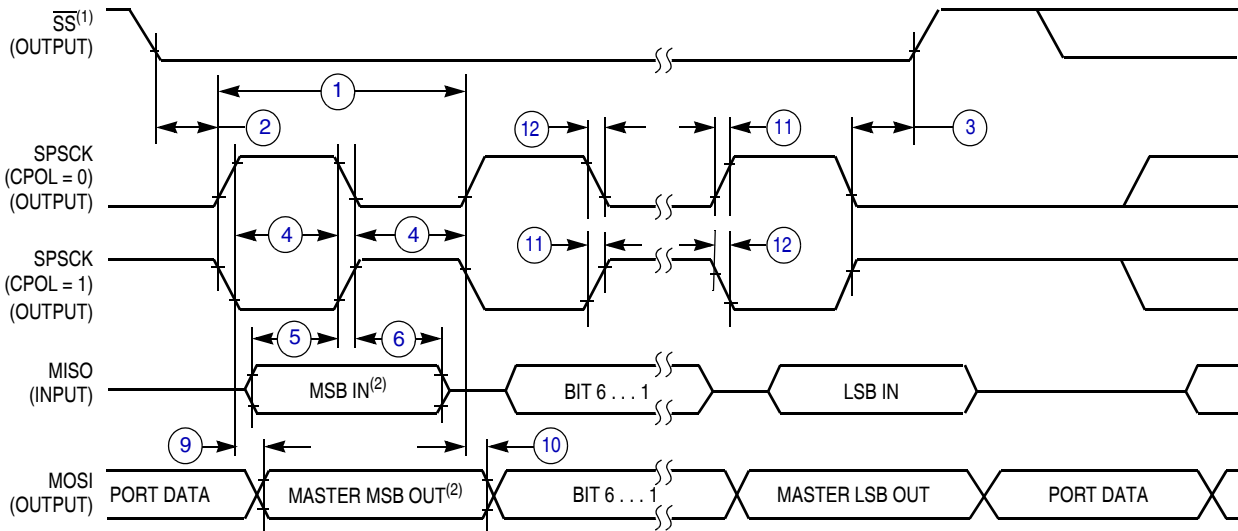 SS(1)
(OUTPUT)
1
2
12
11
3
SPSCK
(CPOL = 0)
(OUTPUT)
4
4
11
12
SPSCK
(CPOL = 1)
(OUTPUT)
5
6
MISO
(INPUT)
MSB IN(2)
BIT 6 . . . 1
LSB IN
9
10
MOSI
(OUTPUT)
PORT DATA
MASTER MSB OUT(2)
BIT 6 . . . 1
MASTER LSB OUT
PORT DATA